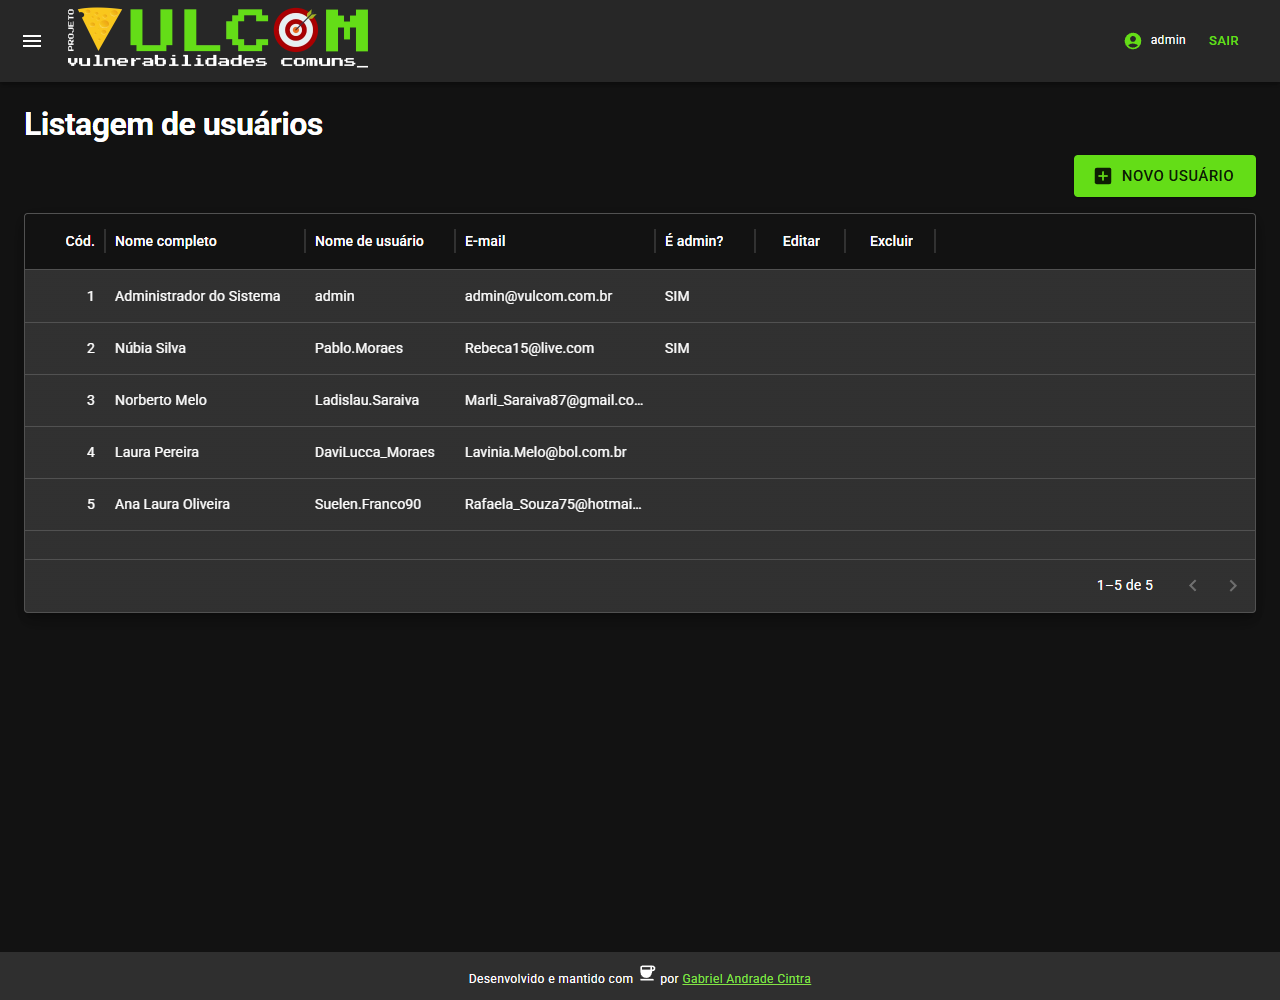 PROJETO
VULCOM
vulnerabilidades comuns_
admin SAIR
Listagem de usuários
NOVO USUÁRIO
Cód. Nome completo Nome de usuário E-mail É admin? Editar Excluir
1 Administrador do Sistema admin admin@vulcom.com.br SIM
2 Núbia Silva Pablo.Moraes Rebeca15@live.com SIM
3 Norberto Melo Ladislau.Saraiva Marli_Saraiva87@gmail.co...
4 Laura Pereira DaviLucca_Moraes Lavinia.Melo@bol.com.br
5 Ana Laura Oliveira Suelen.Franco90 Rafaela_Souza75@hotmai...
1–5 de 5
Desenvolvido e mantido com por Gabriel Andrade Cintra